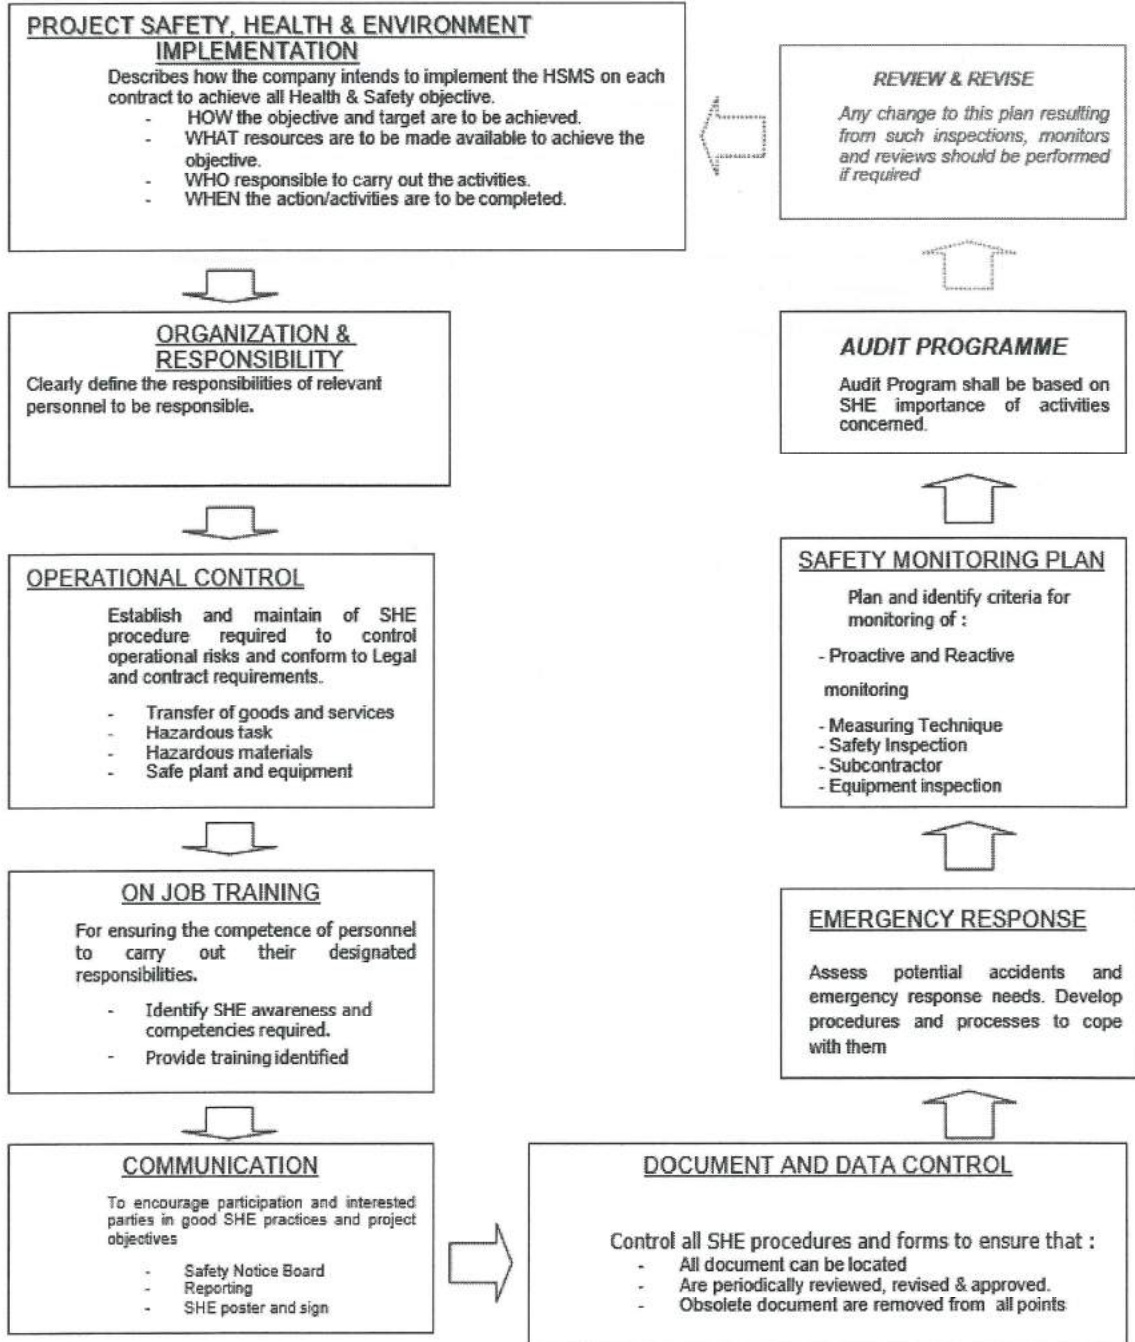 PROJECT SAFETY, HEALTH & ENVIRONMENT
IMPLEMENTATION
Describes how the company intends to implement the HSMS on each
contract to achieve all Health & Safety objective.
- HOW the objective and target are to be achieved.
- WHAT resources are to be made available to achieve the
objective.
- WHO responsible to carry out the activities.
- WHEN the action/activities are to be completed.
ORGANIZATION &
RESPONSIBILITY
Clearly define the responsibilities of relevant
personnel to be responsible.
OPERATIONAL CONTROL
Establish and maintain of SHE
procedure required to control
operational risks and conform to Legal
and contract requirements.
- Transfer of goods and services
- Hazardous task
- Hazardous materials
- Safe plant and equipment
ON JOB TRAINING
For ensuring the competence of personnel
to carry out their designated
responsibilities.
- Identify SHE awareness and
competencies required.
- Provide training identified
COMMUNICATION
To encourage participation and interested
parties in good SHE practices and project
objectives
- Safety Notice Board
- Reporting
- SHE poster and sign
DOCUMENT AND DATA CONTROL
Control all SHE procedures and forms to ensure that :
- All document can be located
- Are periodically reviewed, revised & approved.
- Obsolete document are removed from all points
EMERGENCY RESPONSE
Assess potential accidents and
emergency response needs. Develop
procedures and processes to cope
with them
SAFETY MONITORING PLAN
Plan and identify criteria for
monitoring of :
- Proactive and Reactive
monitoring
- Measuring Technique
- Safety Inspection
- Subcontractor
- Equipment inspection
AUDIT PROGRAMME
Audit Program shall be based on
SHE importance of activities
concerned.
REVIEW & REVISE
Any change to this plan resulting
from such inspections, monitors
and reviews should be performed
if required